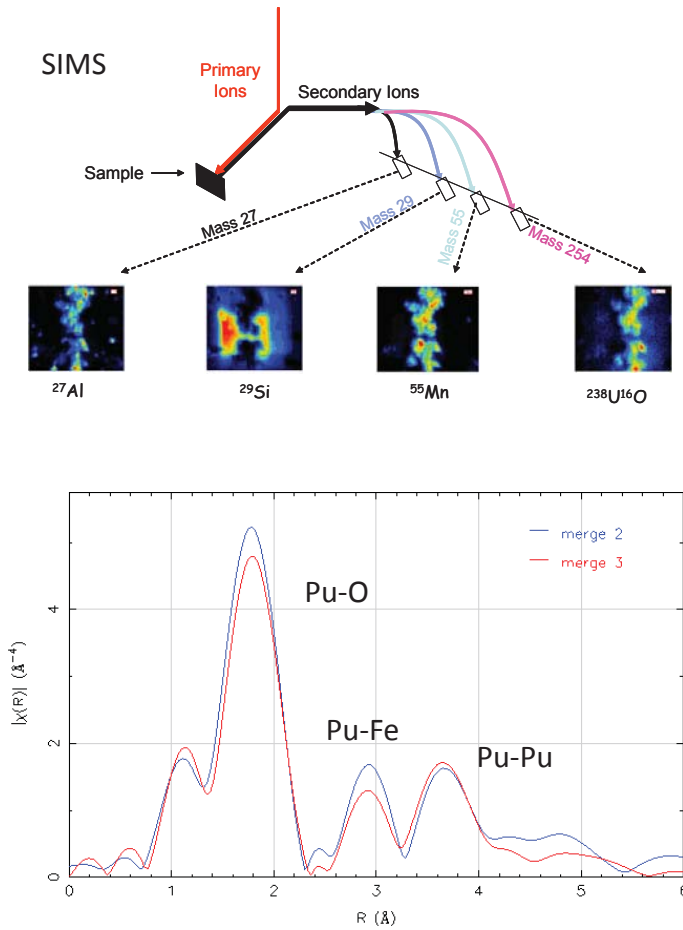 SIMS
Primary
Ions
Secondary Ions
Sample
Mass 27
Mass 29
Mass 55
Mass 254
²⁷Al
²⁹Si
⁵⁵Mn
²³⁸U¹⁶O
merge 2
merge 3
Pu-O
Pu-Fe
Pu-Pu
|χ(R)| (Å⁻⁴)
4
2
0
0 1 2 3 4 5 6
R (Å)